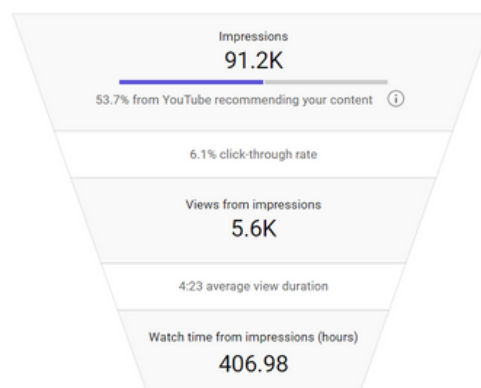 Impressions
91.2K
53.7% from YouTube recommending your content
6.1% click-through rate
Views from impressions
5.6K
4:23 average view duration
Watch time from impressions (hours)
406.98